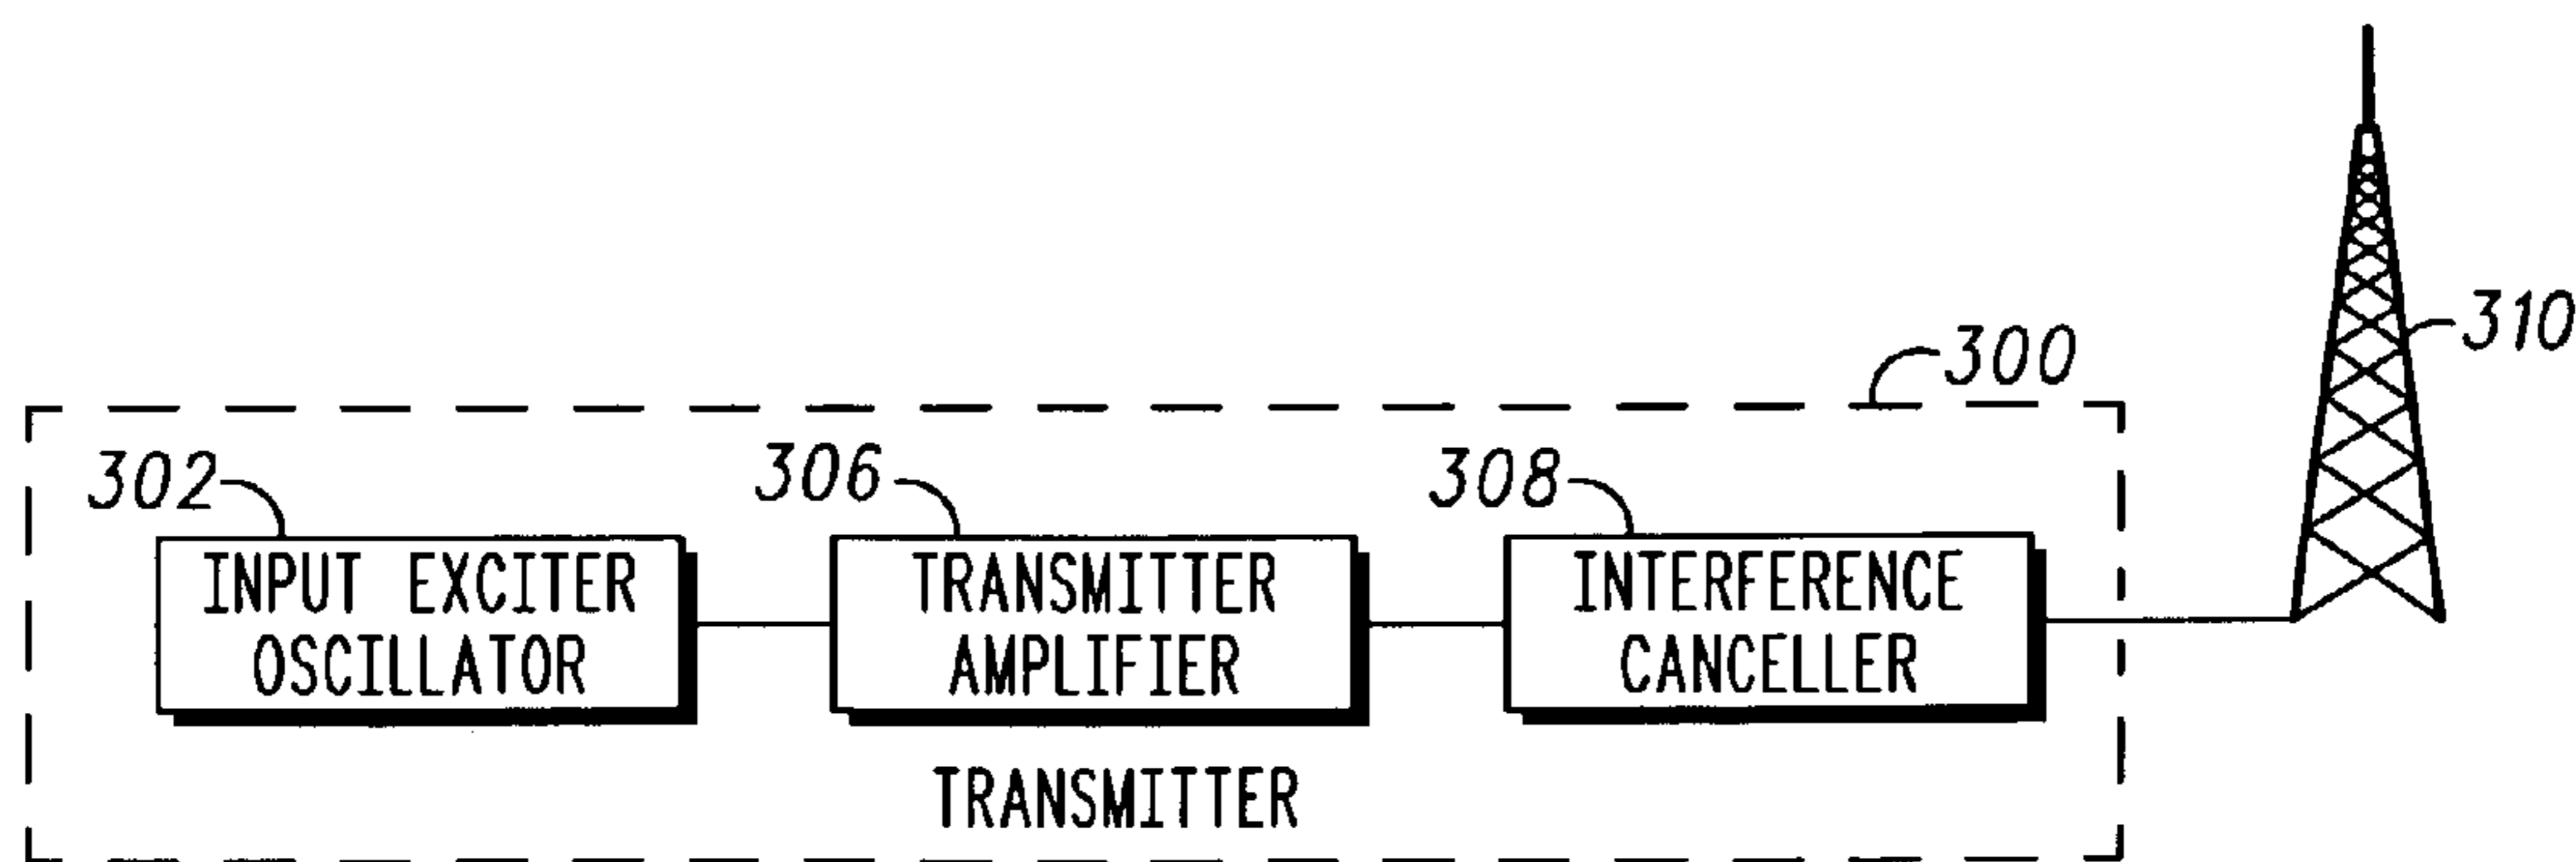 310
300
302
306
308
INPUT EXCITER
OSCILLATOR
TRANSMITTER
AMPLIFIER
INTERFERENCE
CANCELLER
TRANSMITTER